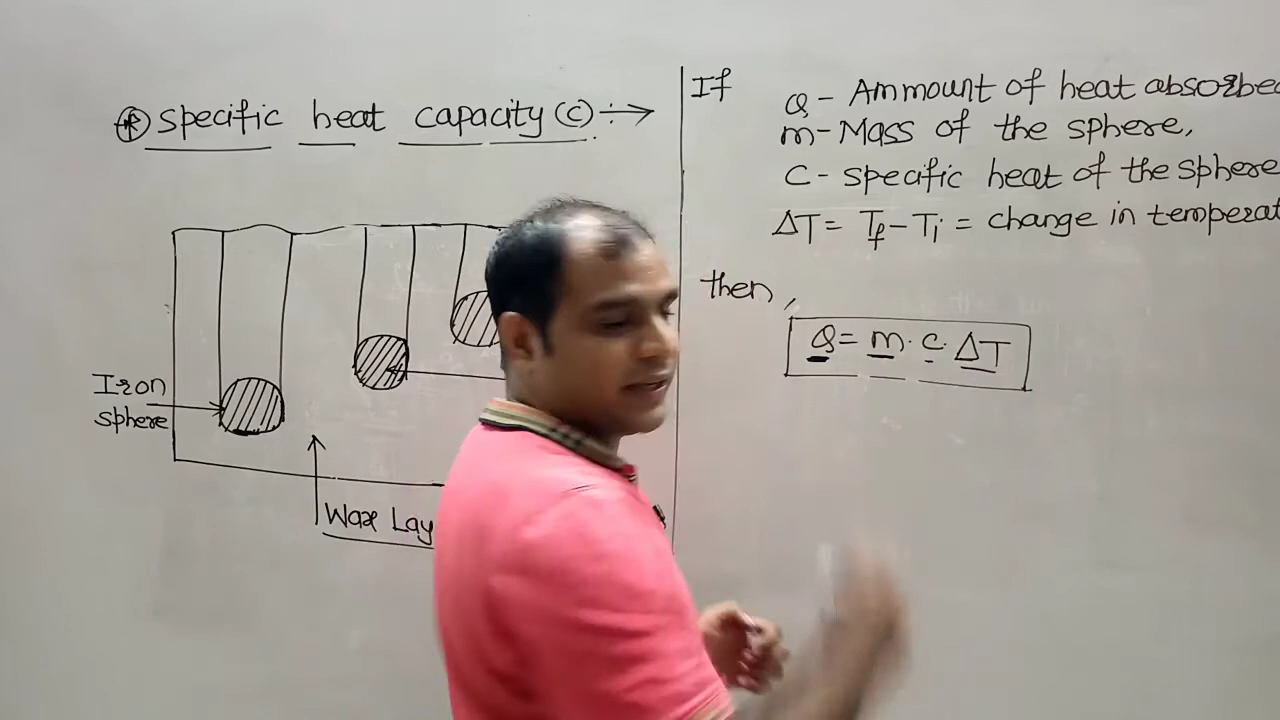 * specific heat capacity (c) ÷→
Iron
sphere
Wax Lay
If
Q - Ammount of heat absorbed
m - Mass of the sphere,
C - specific heat of the sphere
ΔT = Tf - Ti = change in temperat
then,
Q = m · c · ΔT